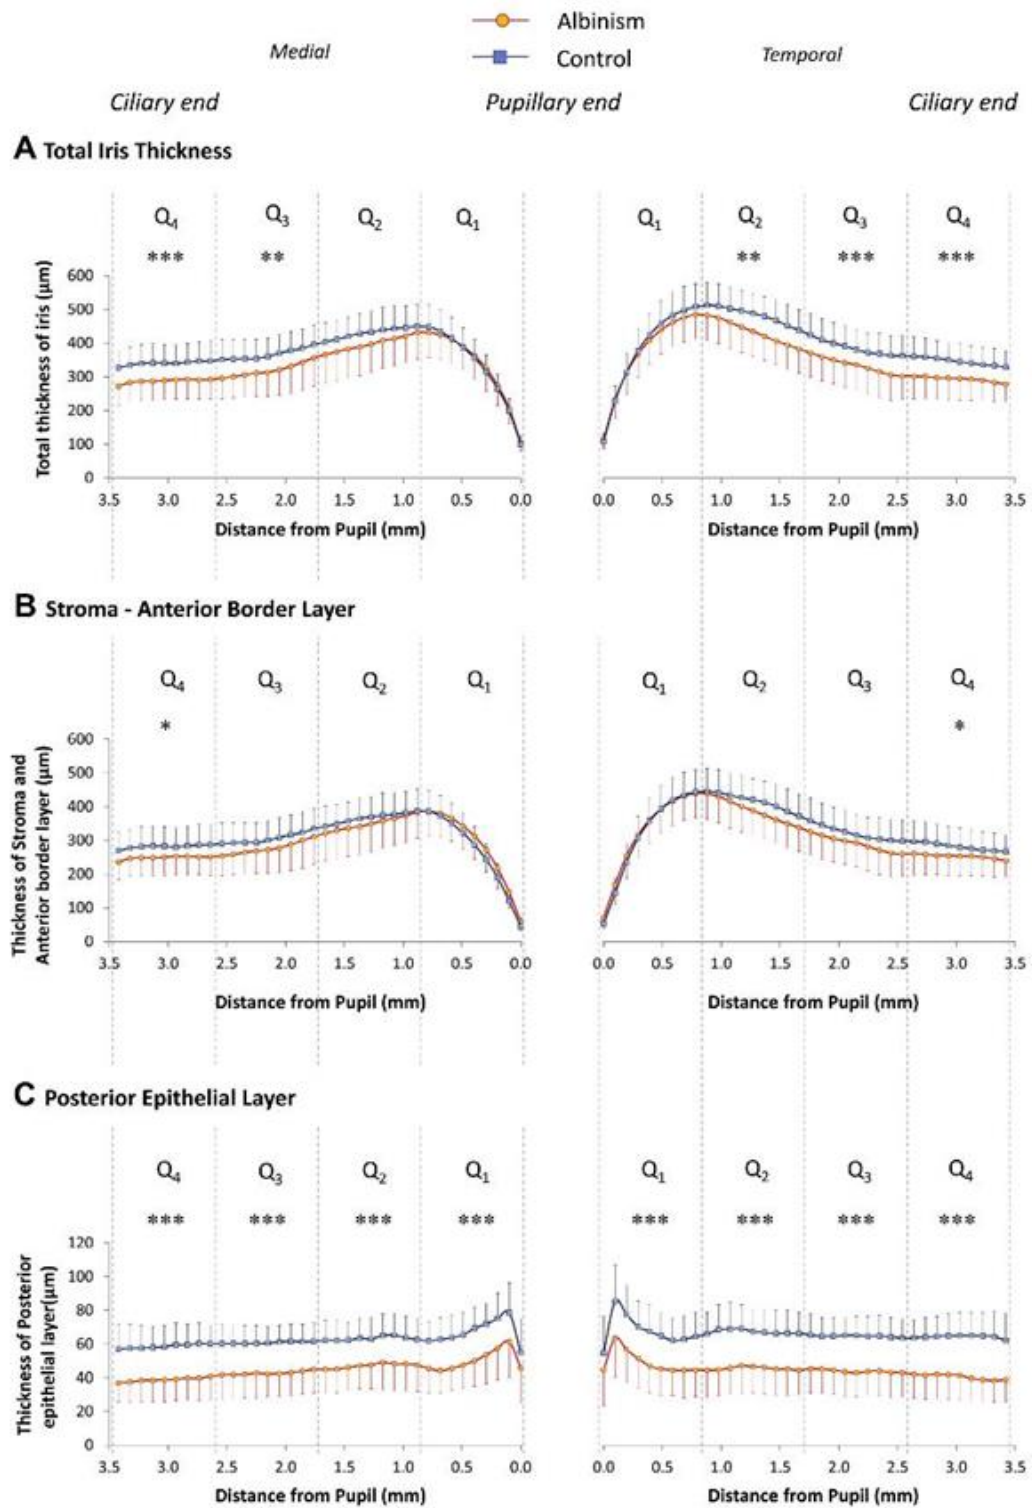 Albinism
Medial Control Temporal
Ciliary end Pupillary end Ciliary end
A Total Iris Thickness
Q4 Q3 Q2 Q1 Q1 Q2 Q3 Q4
*** ** ** *** ***
Total thickness of iris (μm)
600
500
400
300
200
100
0
3.5 3.0 2.5 2.0 1.5 1.0 0.5 0.0 0.0 0.5 1.0 1.5 2.0 2.5 3.0 3.5
Distance from Pupil (mm) Distance from Pupil (mm)
B Stroma - Anterior Border Layer
Q4 Q3 Q2 Q1 Q1 Q2 Q3 Q4
* *
Thickness of Stroma and
Anterior border layer (μm)
600
500
400
300
200
100
0
3.5 3.0 2.5 2.0 1.5 1.0 0.5 0.0 0.0 0.5 1.0 1.5 2.0 2.5 3.0 3.5
Distance from Pupil (mm) Distance from Pupil (mm)
C Posterior Epithelial Layer
Q4 Q3 Q2 Q1 Q1 Q2 Q3 Q4
*** *** *** *** *** *** *** ***
Thickness of Posterior
epithelial layer(μm)
120
100
80
60
40
20
0
3.5 3.0 2.5 2.0 1.5 1.0 0.5 0.0 0.0 0.5 1.0 1.5 2.0 2.5 3.0 3.5
Distance from Pupil (mm) Distance from Pupil (mm)